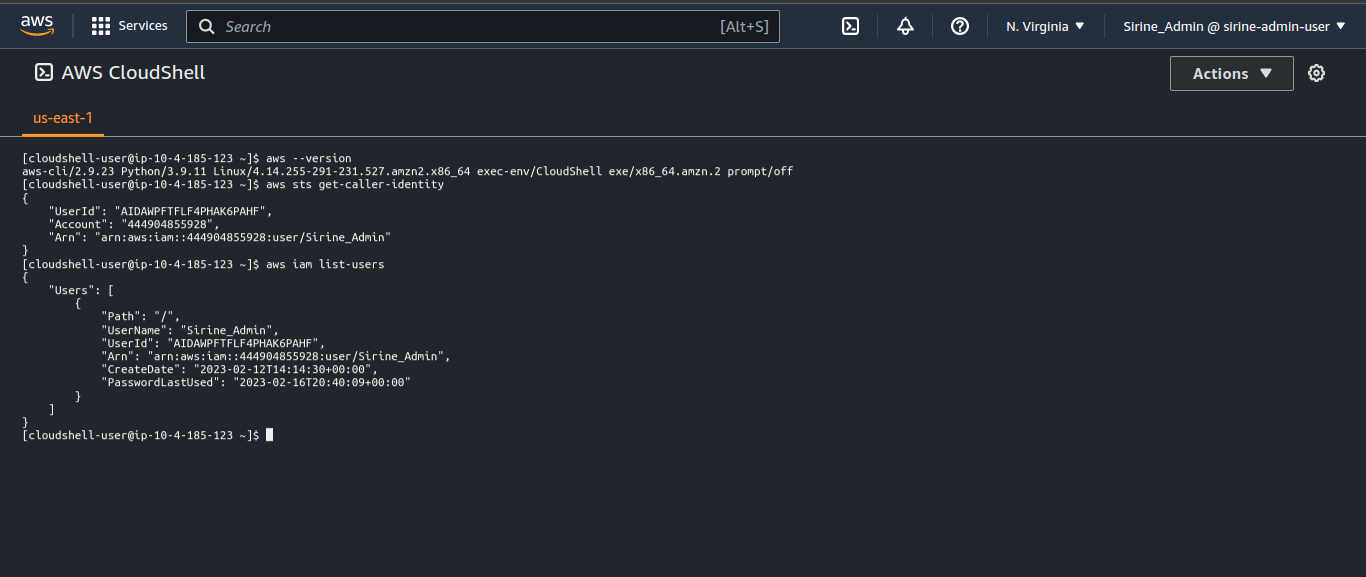 aws
Services
Search [Alt+S]
N. Virginia
Sirine_Admin @ sirine-admin-user
AWS CloudShell
Actions
us-east-1
[cloudshell-user@ip-10-4-185-123 ~]$ aws --version
aws-cli/2.9.23 Python/3.9.11 Linux/4.14.255-291-231.527.amzn2.x86_64 exec-env/CloudShell exe/x86_64.amzn.2 prompt/off
[cloudshell-user@ip-10-4-185-123 ~]$ aws sts get-caller-identity
{
    "UserId": "AIDAWPFTFLF4PHAK6PAHF",
    "Account": "444904855928",
    "Arn": "arn:aws:iam::444904855928:user/Sirine_Admin"
}
[cloudshell-user@ip-10-4-185-123 ~]$ aws iam list-users
{
    "Users": [
        {
            "Path": "/",
            "UserName": "Sirine_Admin",
            "UserId": "AIDAWPFTFLF4PHAK6PAHF",
            "Arn": "arn:aws:iam::444904855928:user/Sirine_Admin",
            "CreateDate": "2023-02-12T14:14:30+00:00",
            "PasswordLastUsed": "2023-02-16T20:40:09+00:00"
        }
    ]
}
[cloudshell-user@ip-10-4-185-123 ~]$